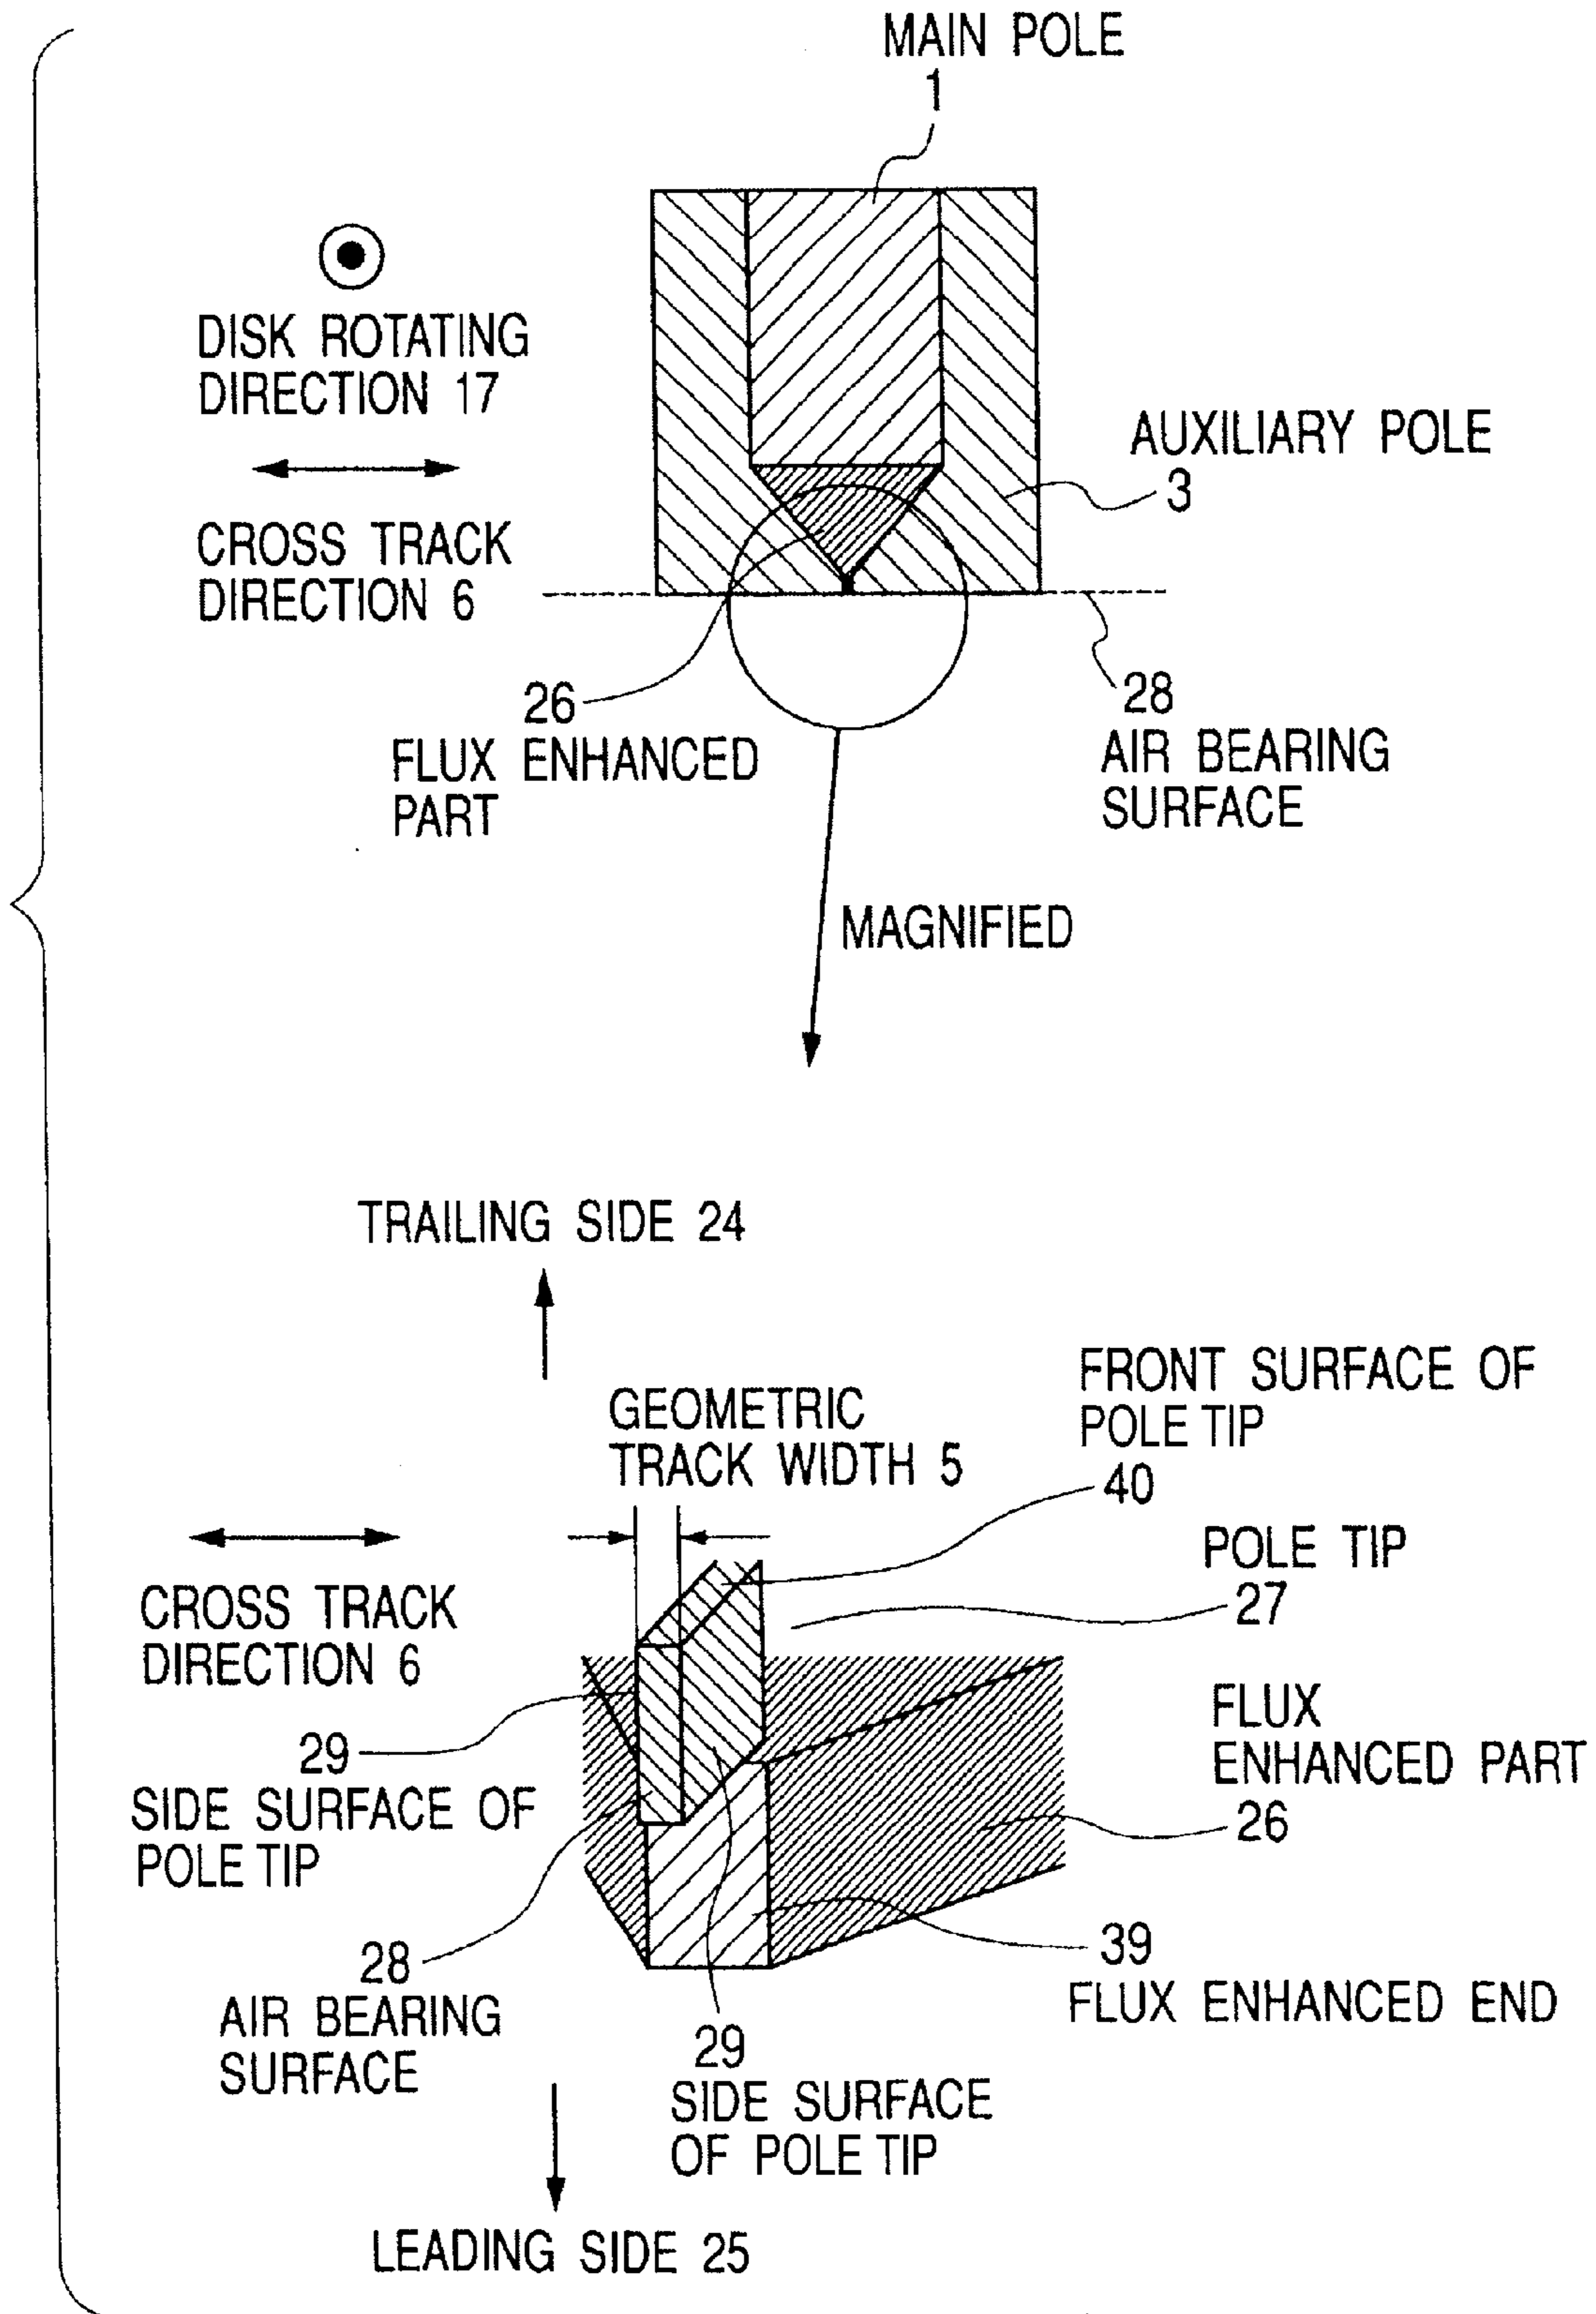 MAIN POLE
1
DISK ROTATING
DIRECTION 17
AUXILIARY POLE
3
CROSS TRACK
DIRECTION 6
26
FLUX ENHANCED
PART
28
AIR BEARING
SURFACE
MAGNIFIED
TRAILING SIDE 24
GEOMETRIC
TRACK WIDTH 5
FRONT SURFACE OF
POLE TIP
40
POLE TIP
27
CROSS TRACK
DIRECTION 6
FLUX
ENHANCED PART
26
29
SIDE SURFACE OF
POLE TIP
39
FLUX ENHANCED END
28
AIR BEARING
SURFACE
29
SIDE SURFACE
OF POLE TIP
LEADING SIDE 25